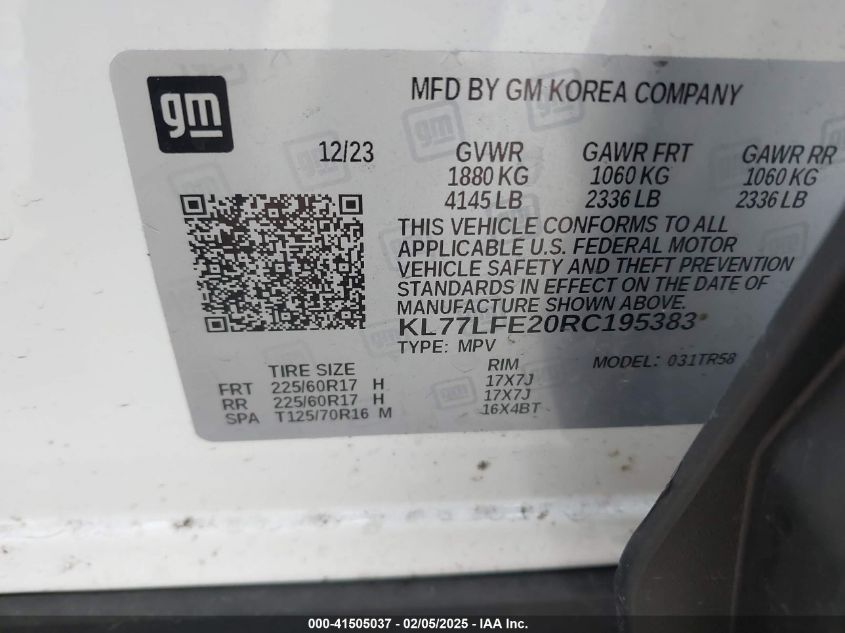 gm
MFD BY GM KOREA COMPANY
12/23 GVWR GAWR FRT GAWR RR
1880 KG 1060 KG 1060 KG
4145 LB 2336 LB 2336 LB
THIS VEHICLE CONFORMS TO ALL
APPLICABLE U.S. FEDERAL MOTOR
VEHICLE SAFETY AND THEFT PREVENTION
STANDARDS IN EFFECT ON THE DATE OF
MANUFACTURE SHOWN ABOVE.
KL77LFE20RC195383*
TYPE: MPV MODEL: 031TR58
TIRE SIZE RIM
FRT 225/60R17 H 17X7J
RR 225/60R17 H 17X7J
SPA T125/70R16 M 16X4BT
000-41505037 - 02/05/2025 - IAA Inc.